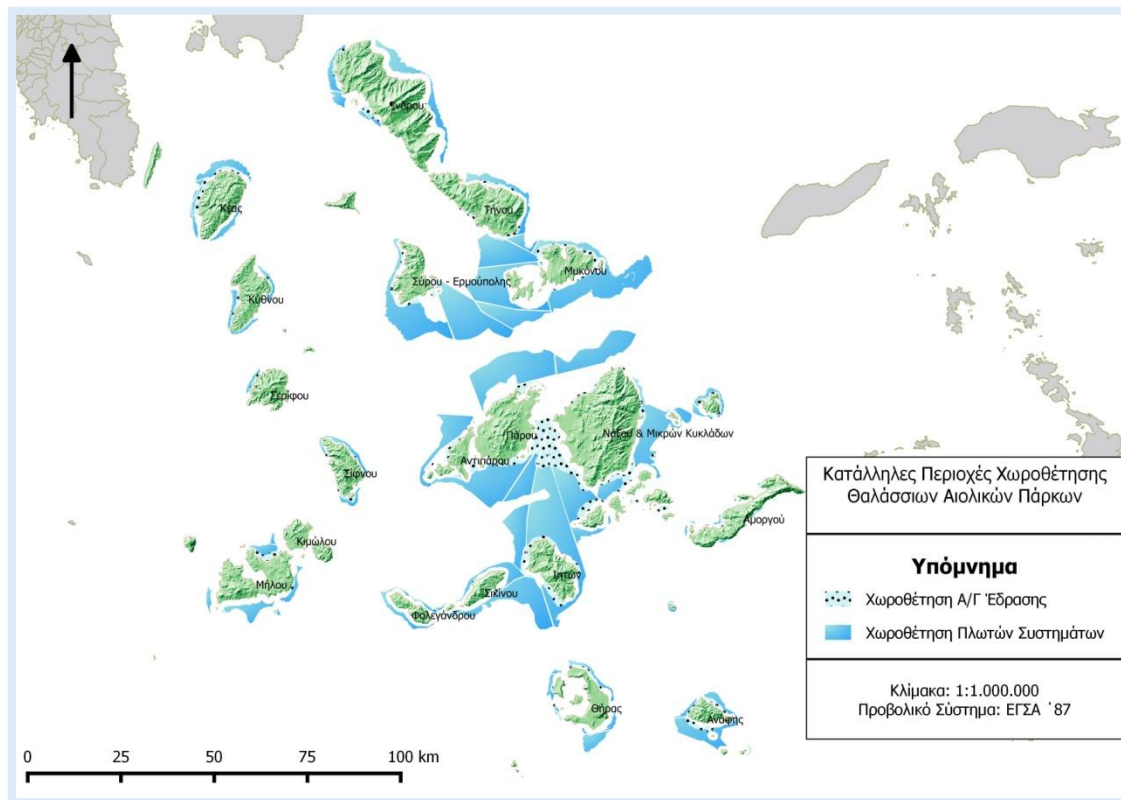 Άνδρου
Κέας
Τήνου
Μυκόνου
Σύρου - Ερμούπολης
Κύθνου
Σερίφου
Πάρου
Νάξου & Μικρών Κυκλάδων
Αντιπάρου
Σίφνου
Αμοργού
Κιμώλου
Μήλου
Ιητών
Σικίνου
Φολεγάνδρου
Θήρας
Ανάφης
Κατάλληλες Περιοχές Χωροθέτησης
Θαλάσσιων Αιολικών Πάρκων
Υπόμνημα
Χωροθέτηση Α/Γ Έδρασης
Χωροθέτηση Πλωτών Συστημάτων
Κλίμακα: 1:1.000.000
Προβολικό Σύστημα: ΕΓΣΑ '87
0 25 50 75 100 km